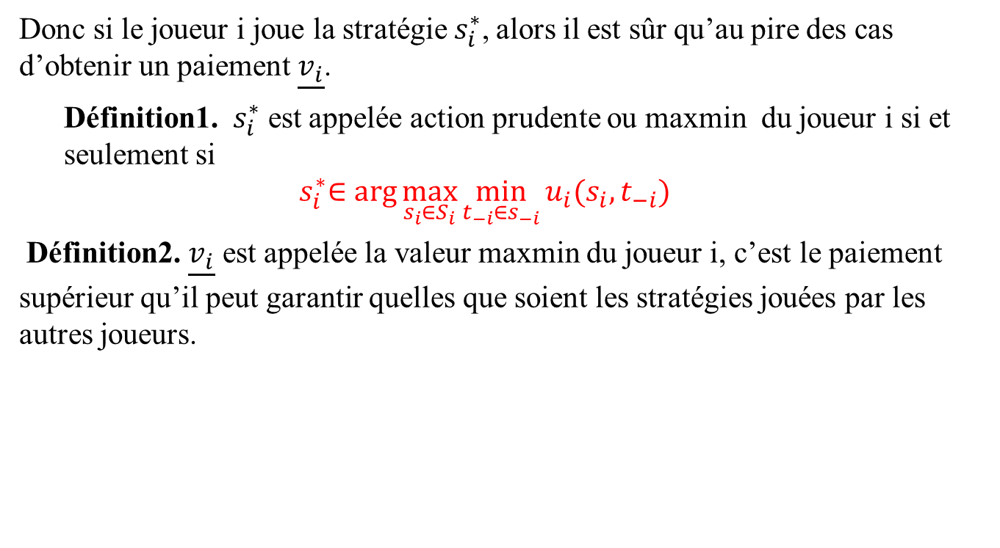 Donc si le joueur i joue la stratégie $s_i^*$, alors il est sûr qu’au pire des cas
d’obtenir un paiement $\underline{v_i}$.
Définition1. $s_i^*$ est appelée action prudente ou maxmin du joueur i si et
seulement si
$s_i^* \in \arg \max_{s_i \in S_i} \min_{t_{-i} \in s_{-i}} u_i(s_i, t_{-i})$
Définition2. $\underline{v_i}$ est appelée la valeur maxmin du joueur i, c’est le paiement
supérieur qu’il peut garantir quelles que soient les stratégies jouées par les
autres joueurs.